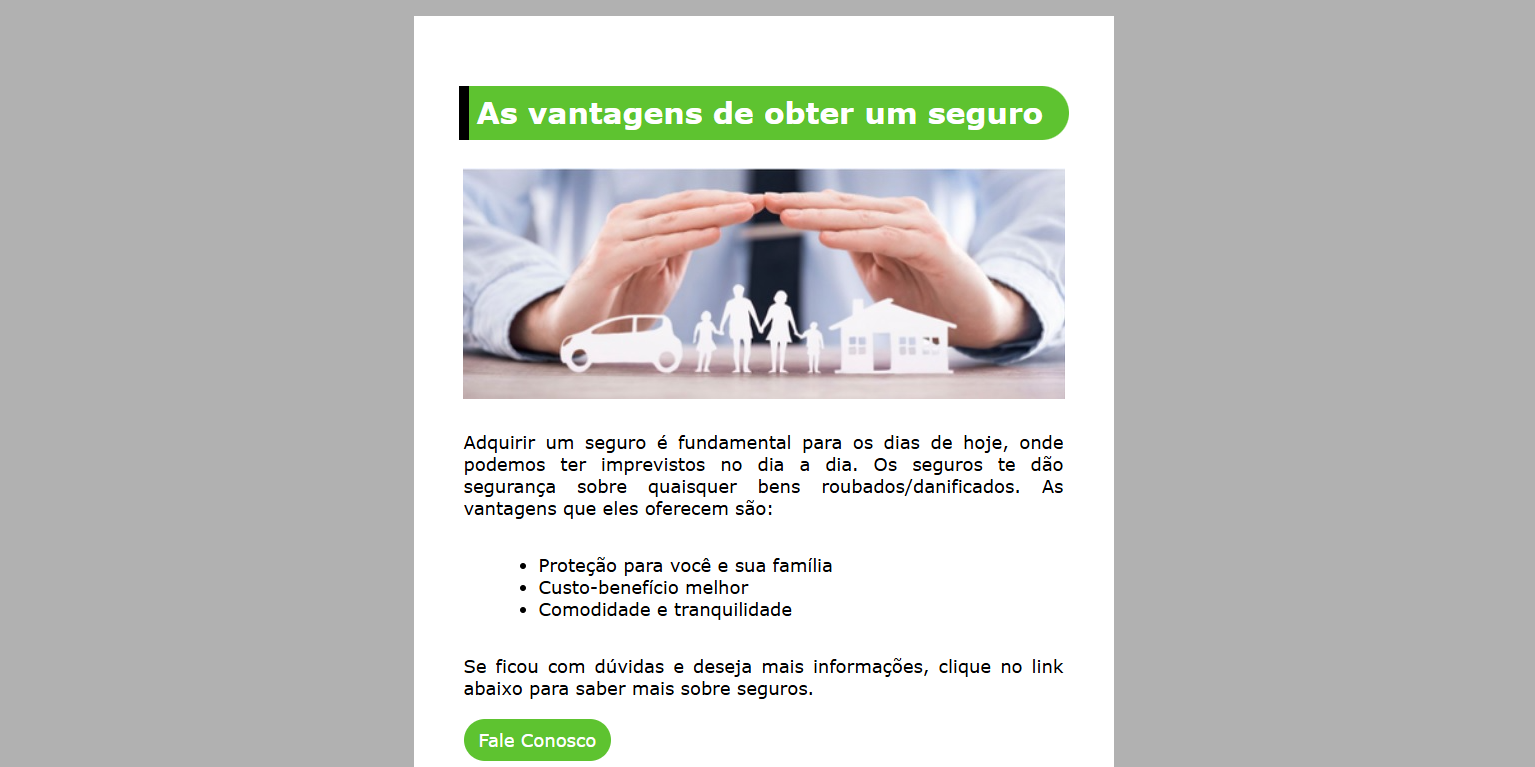 As vantagens de obter um seguro
Adquirir um seguro é fundamental para os dias de hoje, onde
podemos ter imprevistos no dia a dia. Os seguros te dão
segurança sobre quaisquer bens roubados/danificados. As
vantagens que eles oferecem são:
• Proteção para você e sua família
• Custo-benefício melhor
• Comodidade e tranquilidade
Se ficou com dúvidas e deseja mais informações, clique no link
abaixo para saber mais sobre seguros.
Fale Conosco